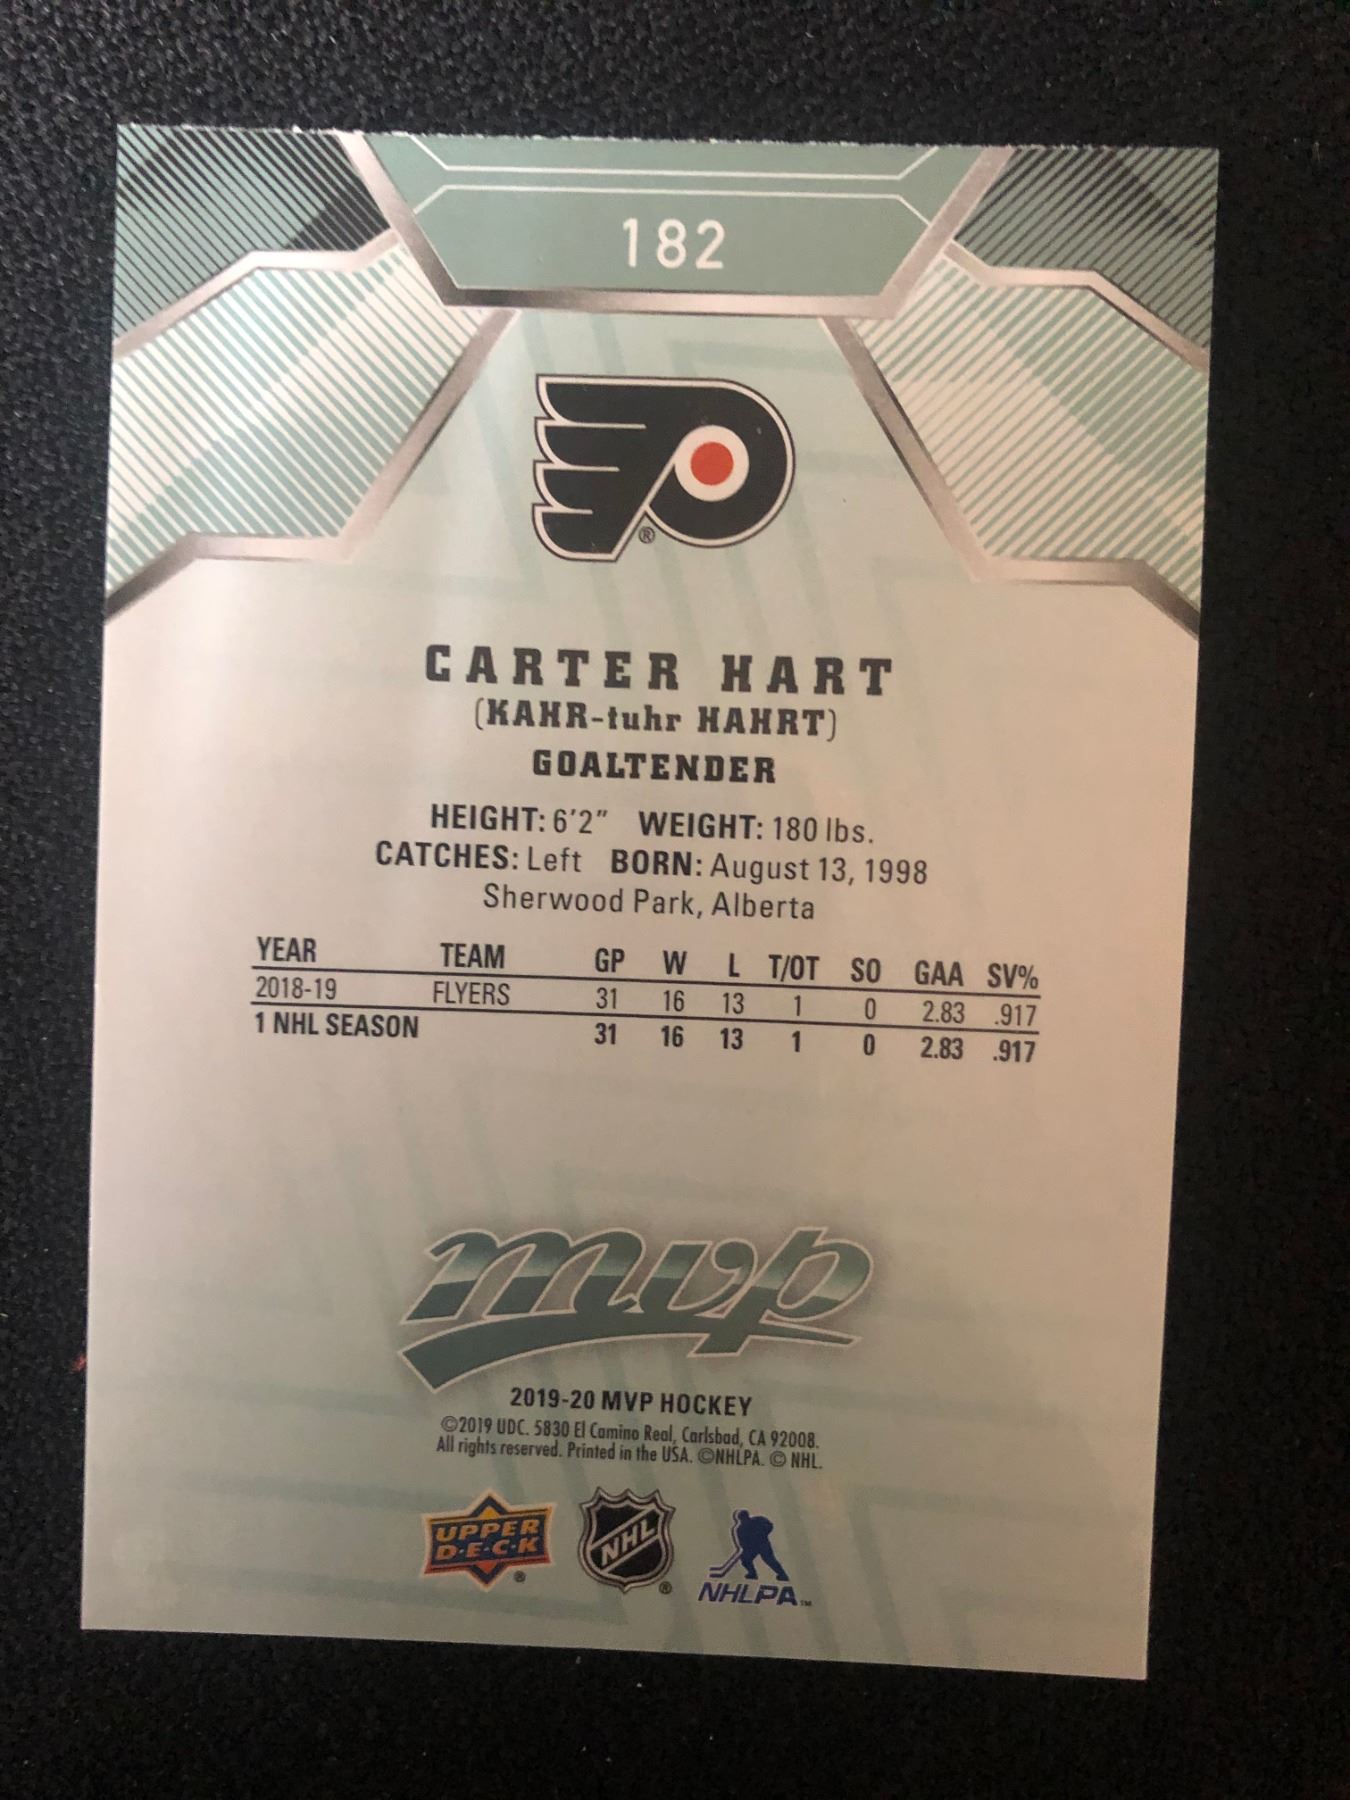 182
®
CARTER HART
(KAHR-tuhr HAHRT)
GOALTENDER
HEIGHT: 6'2" WEIGHT: 180 lbs.
CATCHES: Left BORN: August 13, 1998
Sherwood Park, Alberta
YEAR TEAM GP W L T/OT SO GAA SV%
2018-19 FLYERS 31 16 13 1 0 2.83 .917
1 NHL SEASON 31 16 13 1 0 2.83 .917
mvp
2019-20 MVP HOCKEY
©2019 UDC. 5830 El Camino Real, Carlsbad, CA 92008.
All rights reserved. Printed in the USA. ©NHLPA. © NHL.
UPPER
D·E·C·K ®
NHL ®
NHLPA™